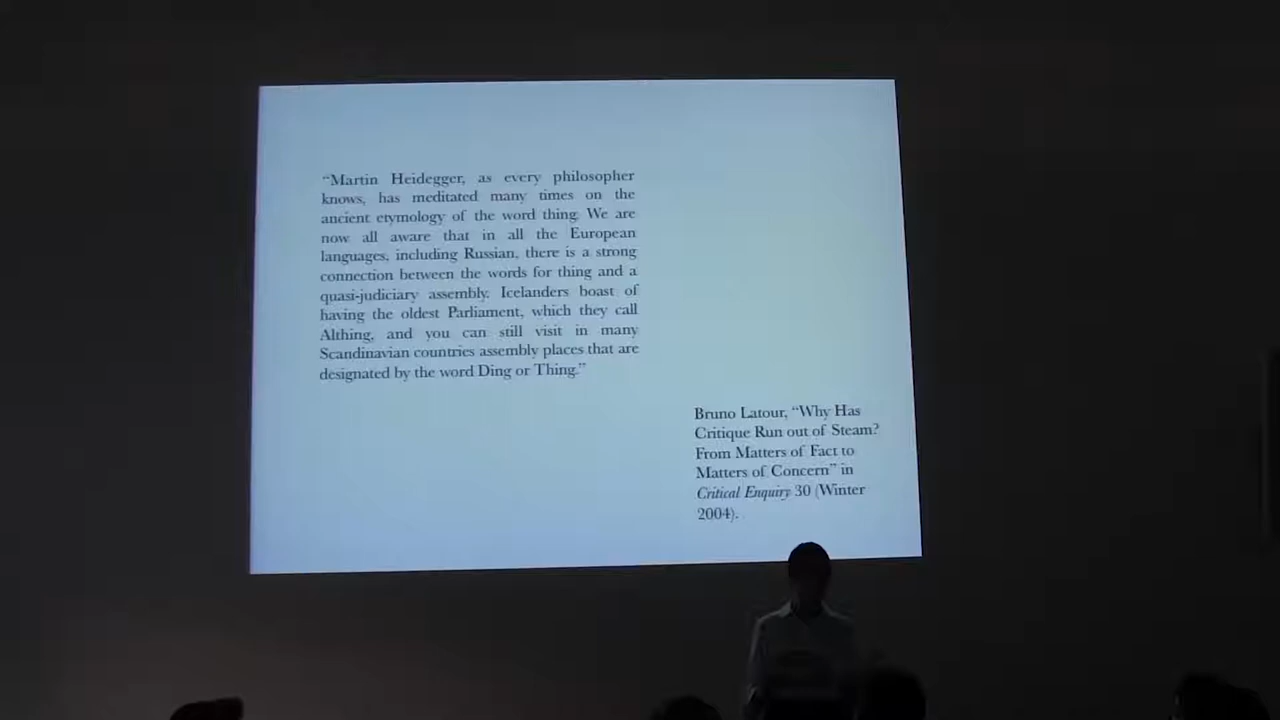 “Martin Heidegger, as every philosopher
knows, has meditated many times on the
ancient etymology of the word thing. We are
now all aware that in all the European
languages, including Russian, there is a strong
connection between the words for thing and a
quasi-judiciary assembly. Icelanders boast of
having the oldest Parliament, which they call
Althing, and you can still visit in many
Scandinavian countries assembly places that are
designated by the word Ding or Thing.”
Bruno Latour, “Why Has
Critique Run out of Steam?
From Matters of Fact to
Matters of Concern” in
Critical Enquiry 30 (Winter
2004).